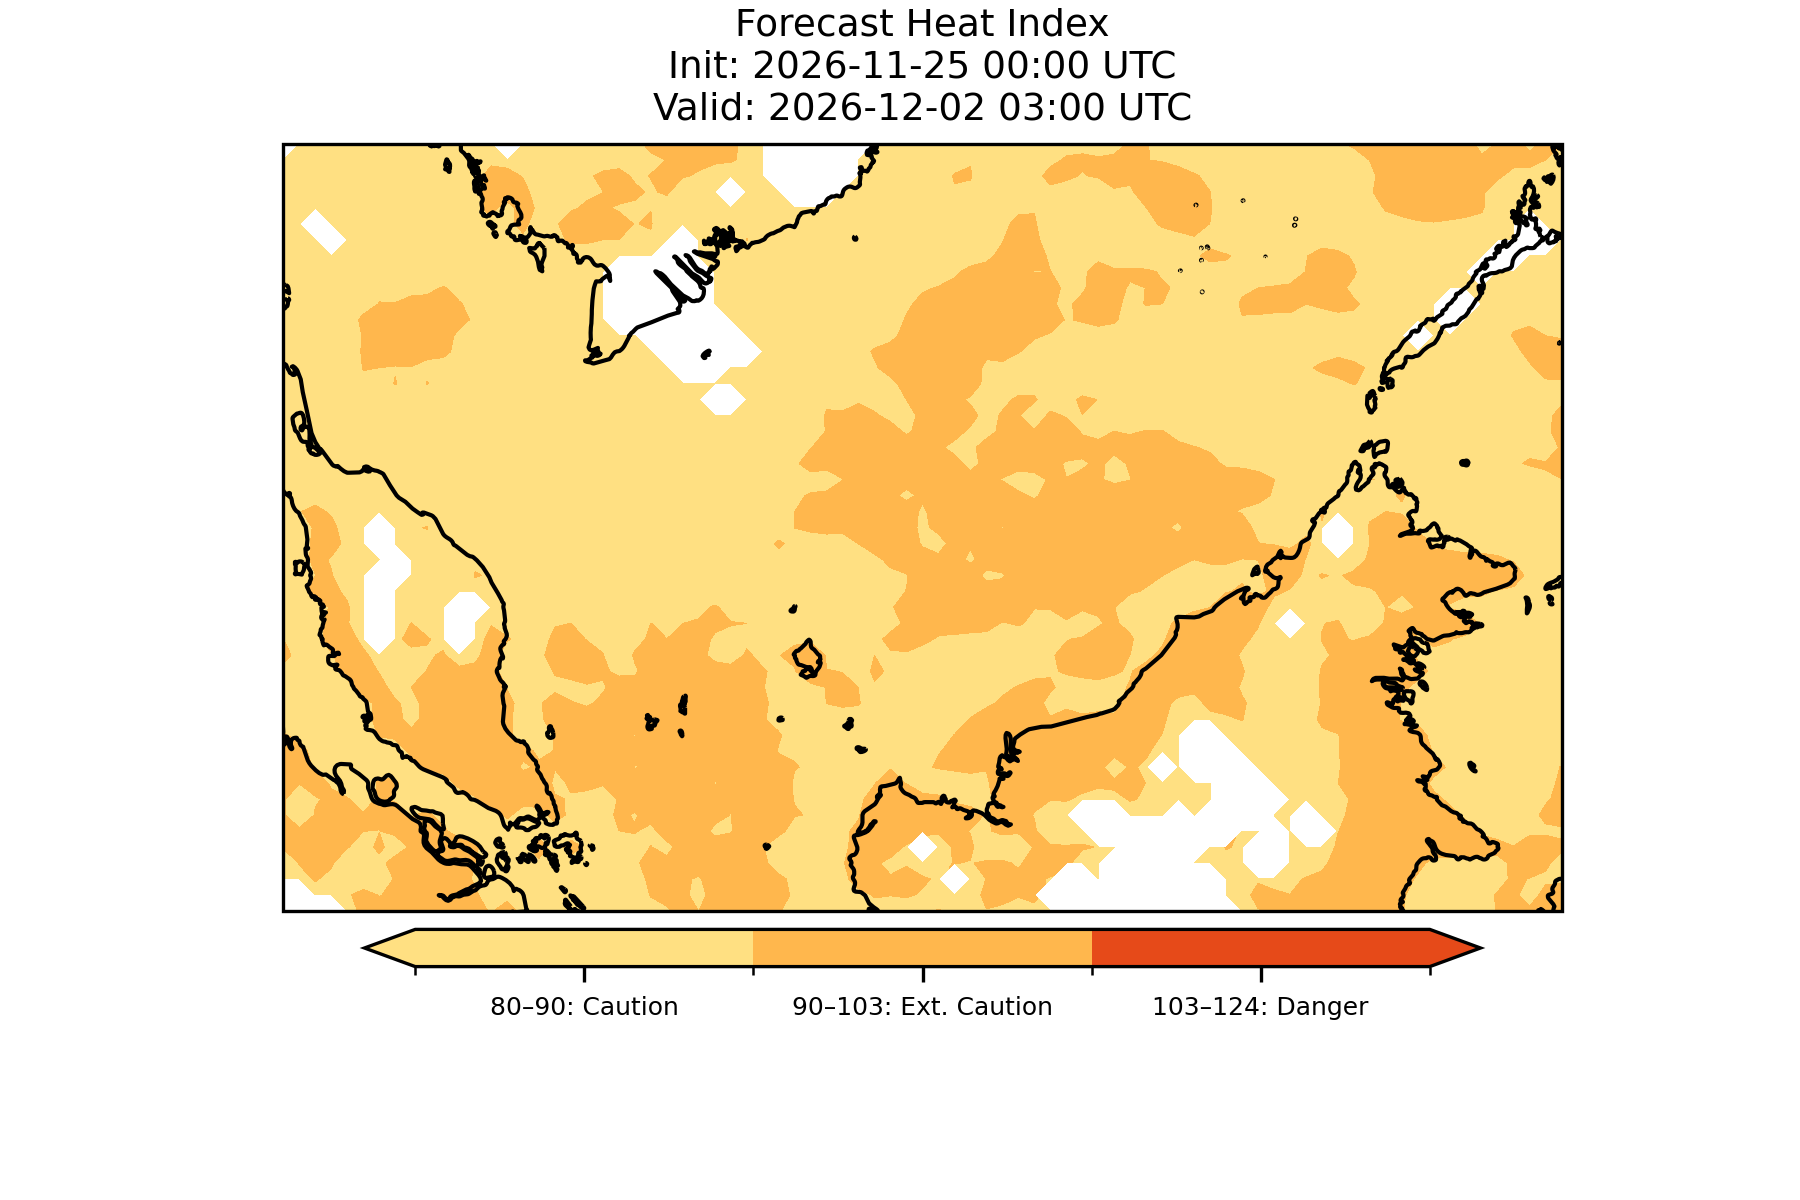 Forecast Heat Index
Init: 2026-11-25 00:00 UTC
Valid: 2026-12-02 03:00 UTC
80–90: Caution
90–103: Ext. Caution
103–124: Danger